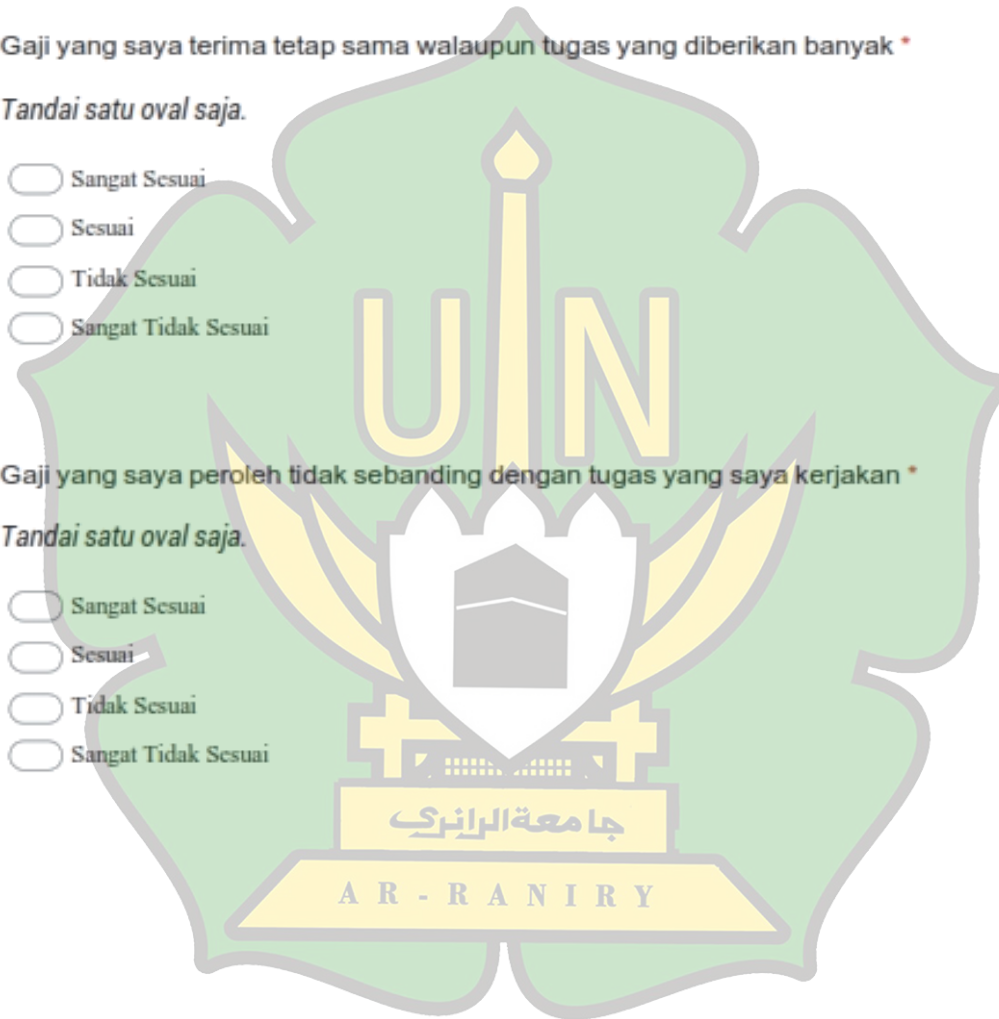 Gaji yang saya terima tetap sama walaupun tugas yang diberikan banyak *
Tandai satu oval saja.
Sangat Sesuai
Sesuai
Tidak Sesuai
Sangat Tidak Sesuai
UIN
Gaji yang saya peroleh tidak sebanding dengan tugas yang saya kerjakan *
Tandai satu oval saja.
Sangat Sesuai
Sesuai
Tidak Sesuai
Sangat Tidak Sesuai
جامعة الرانري
AR-RANIRY